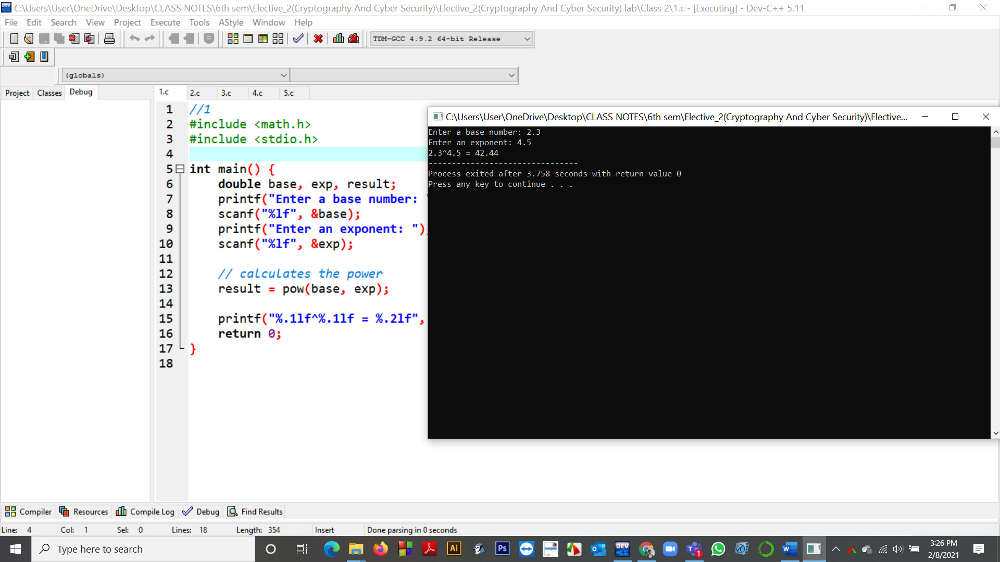 C:\Users\User\OneDrive\Desktop\CLASS NOTES\6th sem\Elective_2(Cryptography And Cyber Security)\Elective_2(Cryptography And Cyber Security) lab\Class 2\1.c - [Executing] - Dev-C++ 5.11
File Edit Search View Project Execute Tools AStyle Window Help
TDM-GCC 4.9.2 64-bit Release
(globals)
Project Classes Debug
1.c 2.c 3.c 4.c 5.c
1 //1
2 #include <math.h>
3 #include <stdio.h>
4
5 int main() {
6 double base, exp, result;
7 printf("Enter a base number: "
8 scanf("%lf", &base);
9 printf("Enter an exponent: ")
10 scanf("%lf", &exp);
11
12 // calculates the power
13 result = pow(base, exp);
14
15 printf("%.1lf^%.1lf = %.2lf",
16 return 0;
17 }
18
C:\Users\User\OneDrive\Desktop\CLASS NOTES\6th sem\Elective_2(Cryptography And Cyber Security)\Elective...
Enter a base number: 2.3
Enter an exponent: 4.5
2.3^4.5 = 42.44
--------------------------------
Process exited after 3.758 seconds with return value 0
Press any key to continue . . .
Compiler Resources Compile Log Debug Find Results
Line: 4 Col: 1 Sel: 0 Lines: 18 Length: 354 Insert Done parsing in 0 seconds
Type here to search
Ai
Ps
DEV
1
W
3:26 PM
2/8/2021